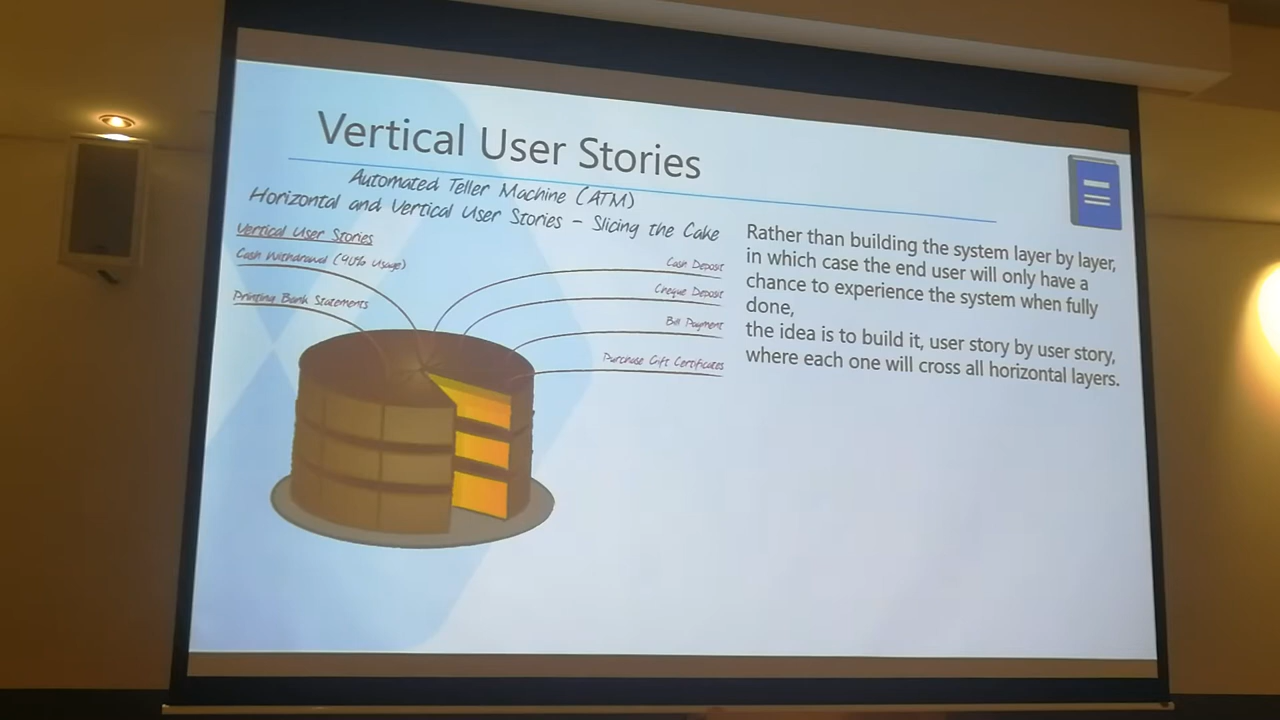 Vertical User Stories
Automated Teller Machine (ATM)
Horizontal and Vertical User Stories - Slicing the Cake
Vertical User Stories
Cash Withdrawal (90% Usage)
Printing Bank Statements
Cash Deposit
Cheque Deposit
Bill Payment
Purchase Gift Certificates
Rather than building the system layer by layer,
in which case the end user will only have a
chance to experience the system when fully
done,
the idea is to build it, user story by user story,
where each one will cross all horizontal layers.